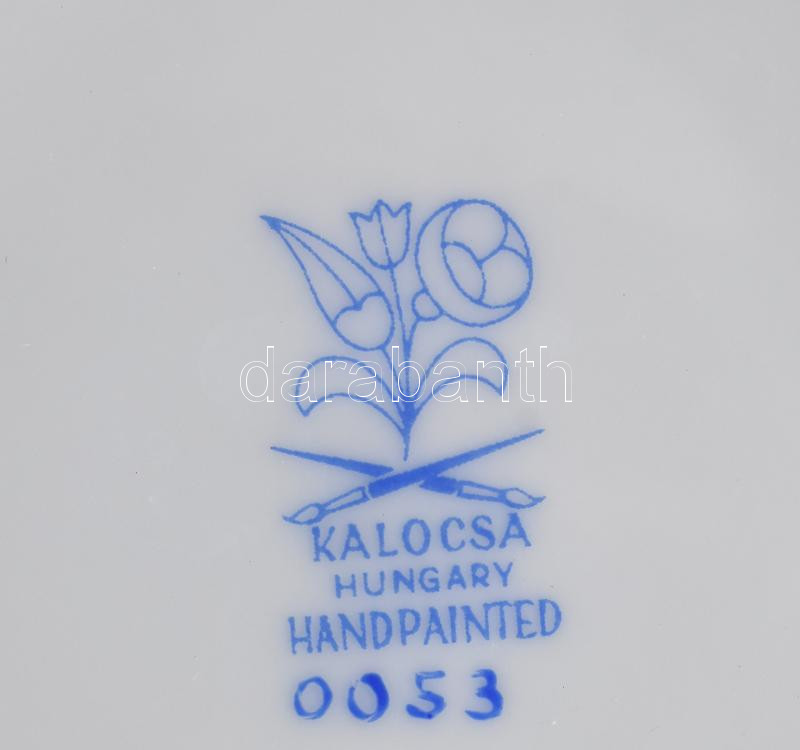 darabanth
KALOCSA
HUNGARY
HANDPAINTED
0053